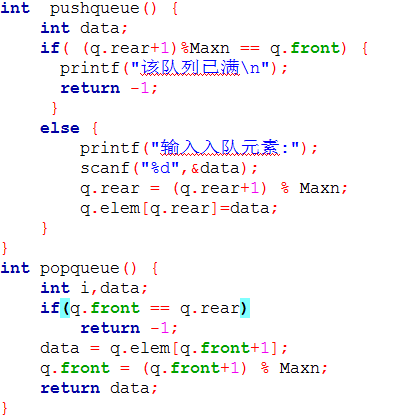 int  pushqueue() {
    int data;
    if( (q.rear+1)%Maxn == q.front) {
      printf("该队列已满\n");
      return -1;
     }
    else {
        printf("输入入队元素:");
        scanf("%d",&data);
        q.rear = (q.rear+1) % Maxn;
        q.elem[q.rear]=data;
    }
}
int popqueue() {
    int i,data;
    if(q.front == q.rear)
        return -1;
    data = q.elem[q.front+1];
    q.front = (q.front+1) % Maxn;
    return data;
}